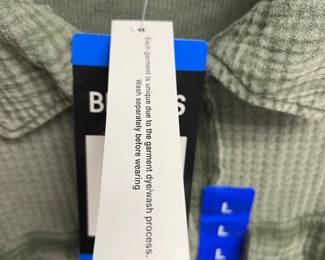 Each garment is unique due to the garment dye/wash process.
Wash separately before wearing
L
L
L